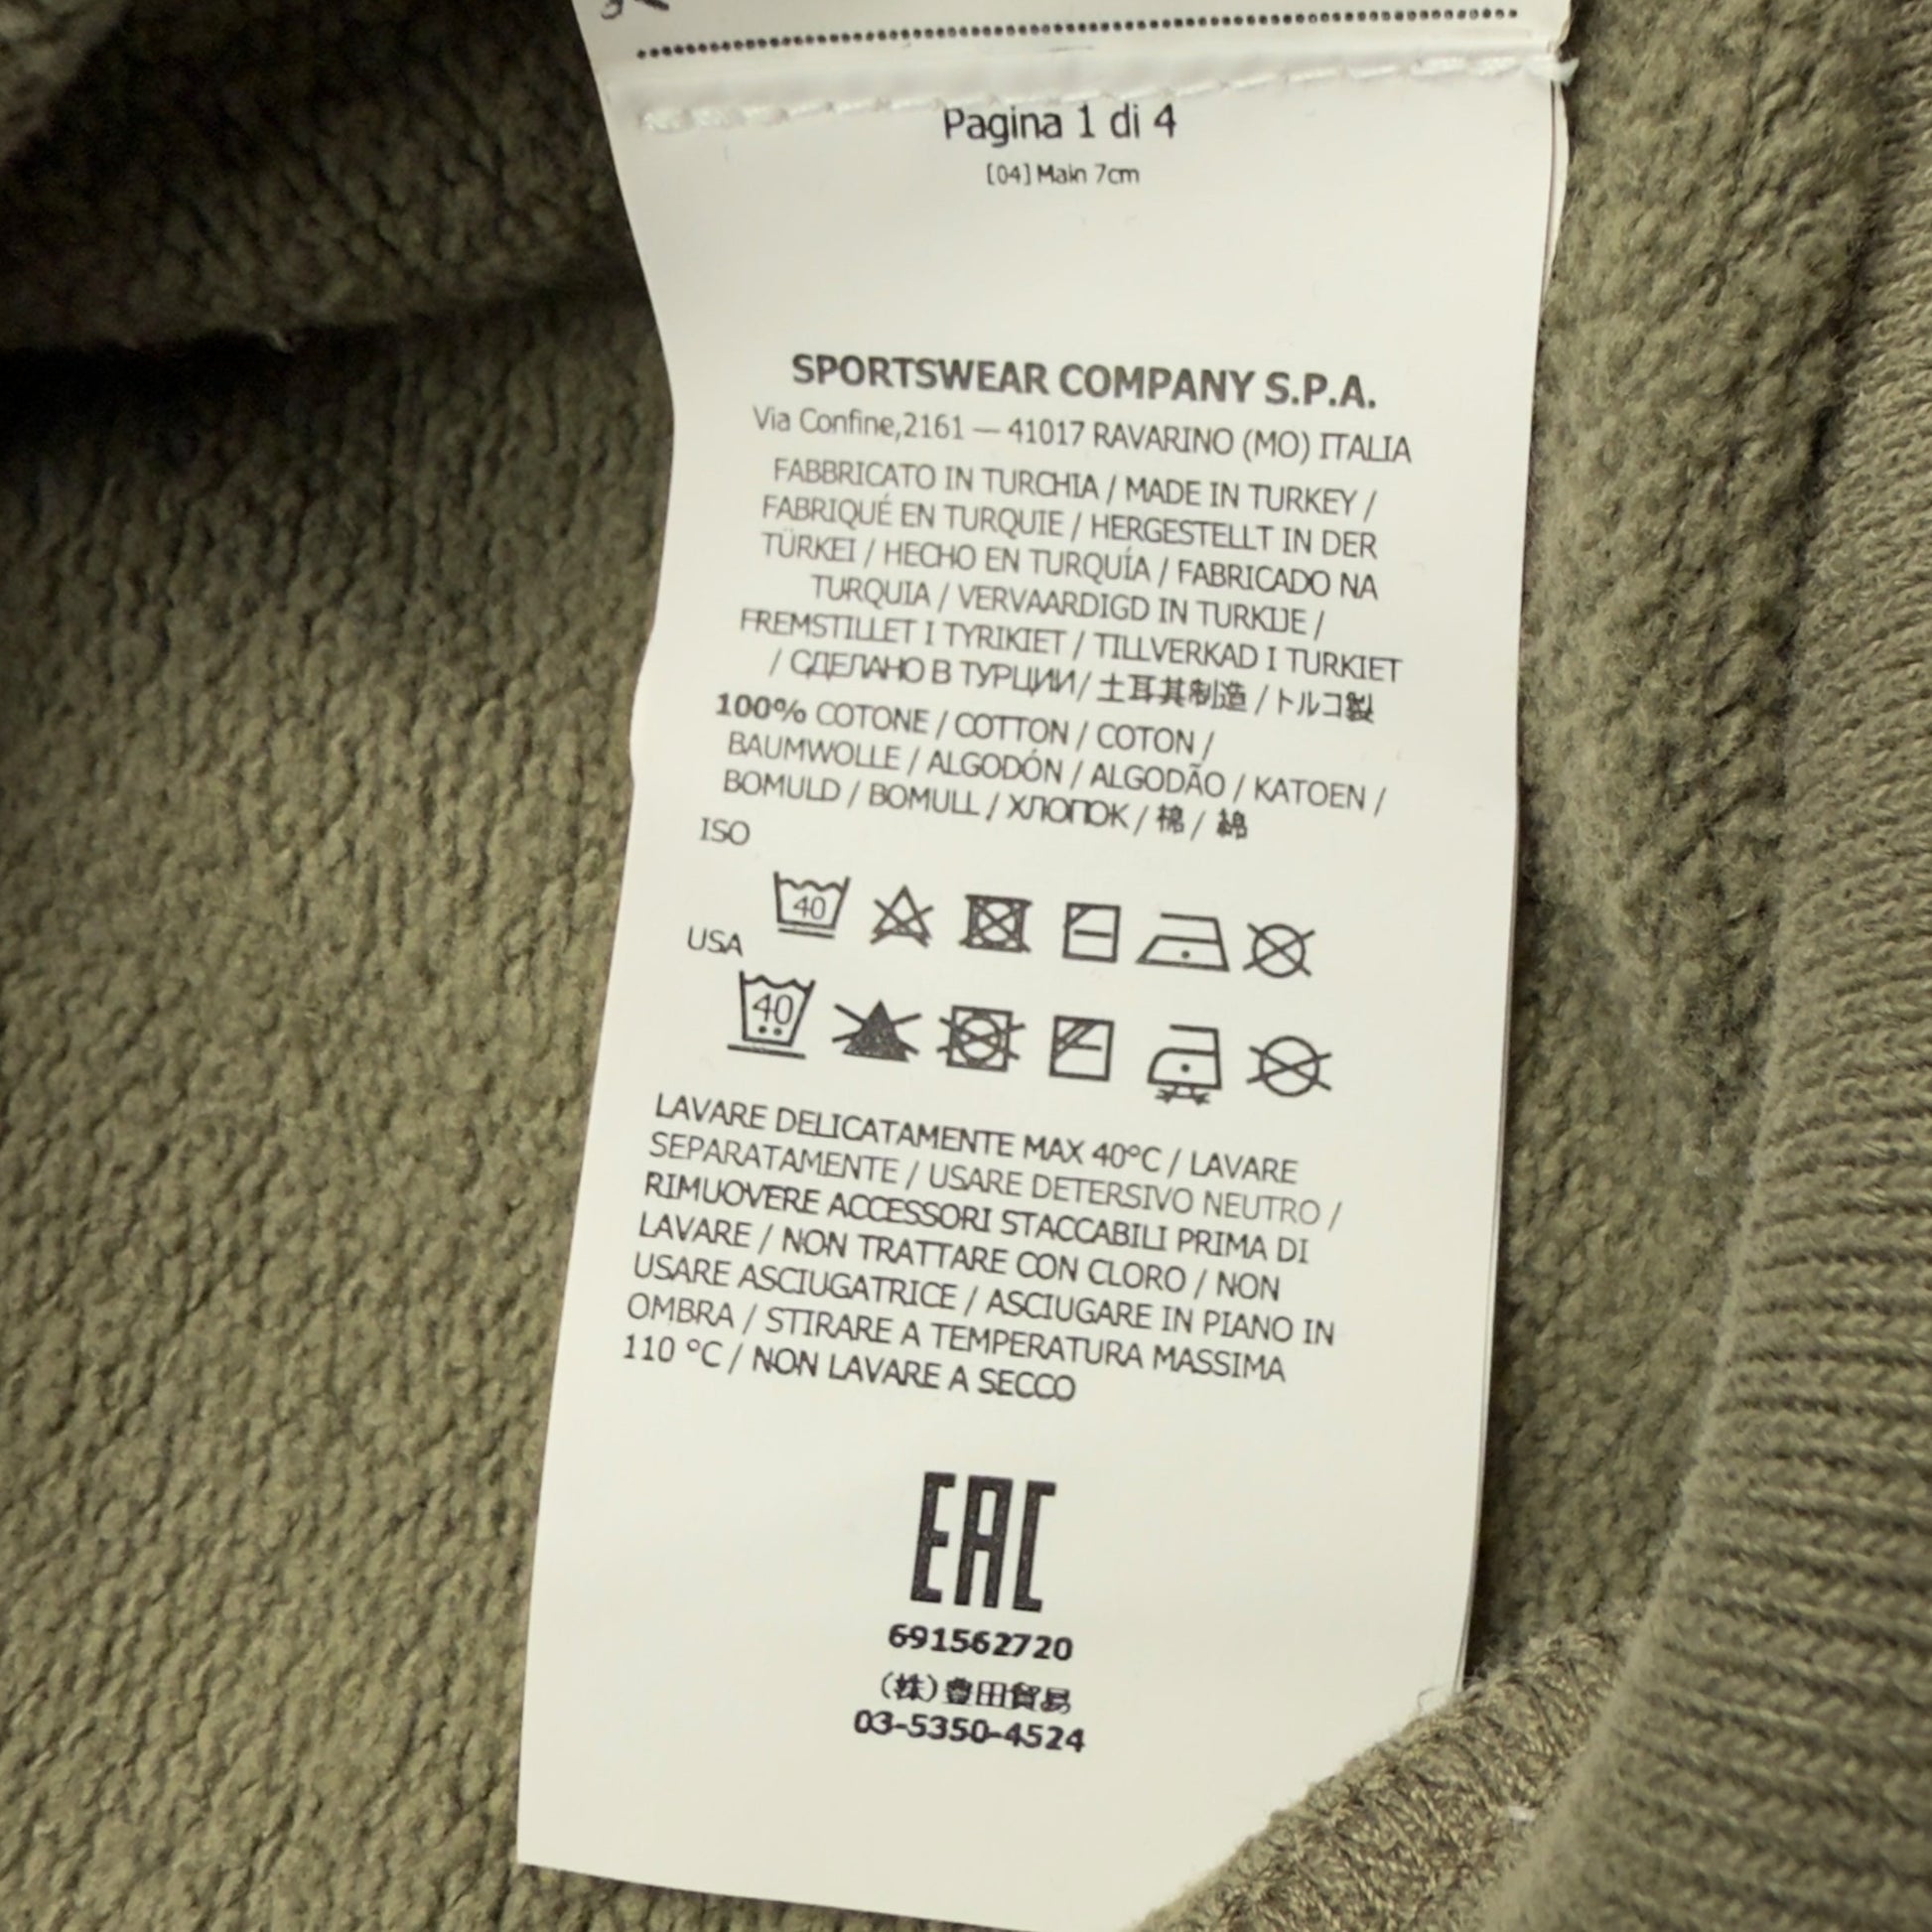 Pagina 1 di 4
[04] Main 7cm
SPORTSWEAR COMPANY S.P.A.
Via Confine,2161 — 41017 RAVARINO (MO) ITALIA
FABBRICATO IN TURCHIA / MADE IN TURKEY /
FABRIQUÉ EN TURQUIE / HERGESTELLT IN DER
TÜRKEI / HECHO EN TURQUÍA / FABRICADO NA
TURQUIA / VERVAARDIGD IN TURKIJE /
FREMSTILLET I TYRIKIET / TILLVERKAD I TURKIET
/ СДЕЛАНО В ТУРЦИИ / 土耳其制造 / トルコ製
100% COTONE / COTTON / COTON /
BAUMWOLLE / ALGODÓN / ALGODÃO / KATOEN /
BOMULD / BOMULL / ХЛОПОК / 棉 / 綿
ISO
40
USA
40
LAVARE DELICATAMENTE MAX 40°C / LAVARE
SEPARATAMENTE / USARE DETERSIVO NEUTRO /
RIMUOVERE ACCESSORI STACCABILI PRIMA DI
LAVARE / NON TRATTARE CON CLORO / NON
USARE ASCIUGATRICE / ASCIUGARE IN PIANO IN
OMBRA / STIRARE A TEMPERATURA MASSIMA
110 °C / NON LAVARE A SECCO
EAC
691562720
(株)豊田貿易
03-5350-4524